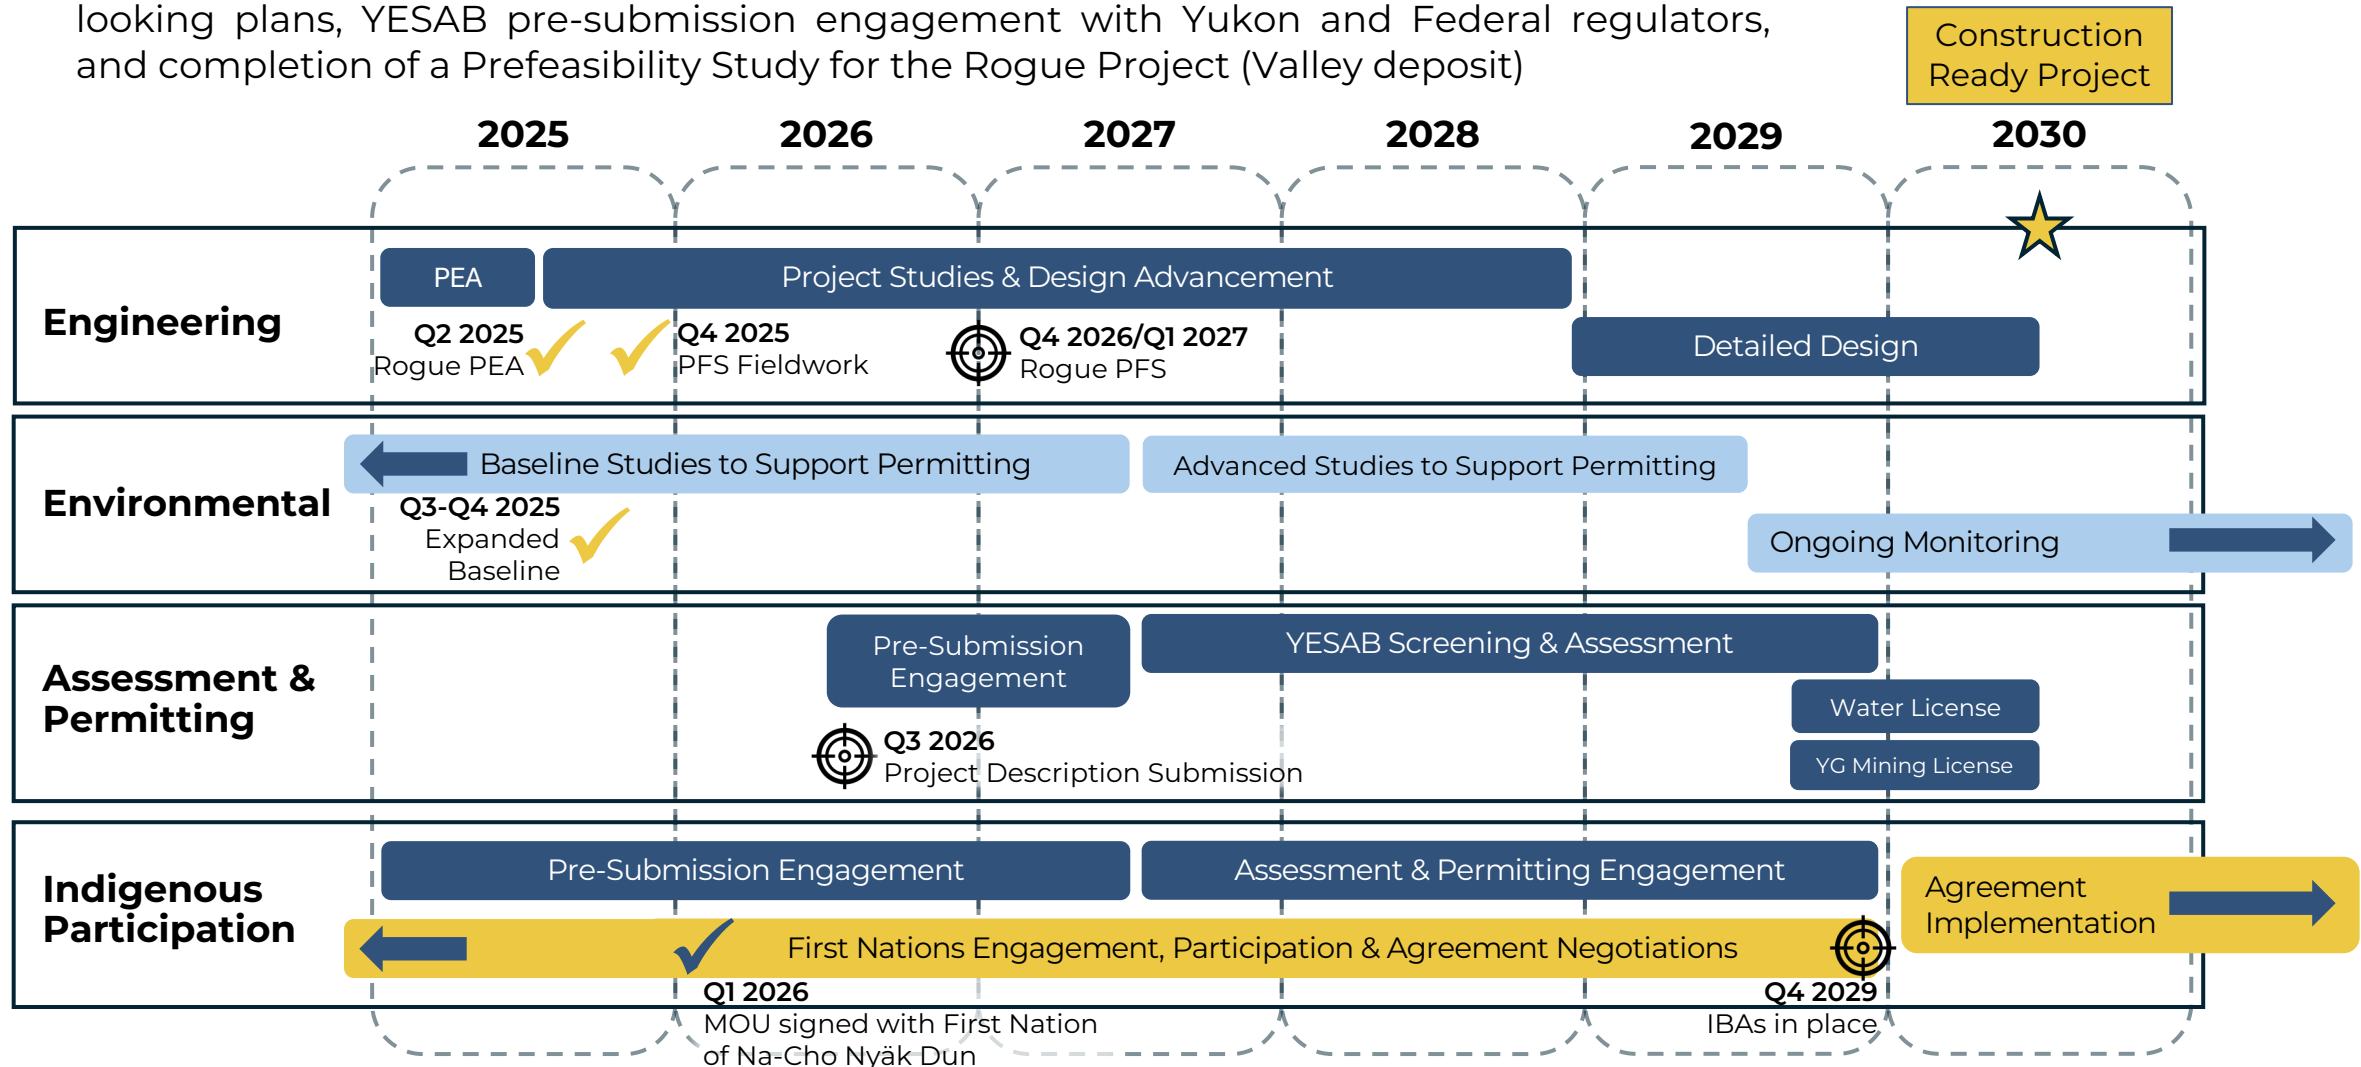 looking plans, YESAB pre-submission engagement with Yukon and Federal regulators,
and completion of a Prefeasibility Study for the Rogue Project (Valley deposit)
Construction
Ready Project
2025
2026
2027
2028
2029
2030
Engineering
PEA
Project Studies & Design Advancement
Q2 2025
Rogue PEA
Q4 2025
PFS Fieldwork
Q4 2026/Q1 2027
Rogue PFS
Detailed Design
Environmental
Baseline Studies to Support Permitting
Advanced Studies to Support Permitting
Q3-Q4 2025
Expanded
Baseline
Ongoing Monitoring
Assessment &
Permitting
Pre-Submission
Engagement
YESAB Screening & Assessment
Water License
YG Mining License
Q3 2026
Project Description Submission
Indigenous
Participation
Pre-Submission Engagement
Assessment & Permitting Engagement
Agreement
Implementation
First Nations Engagement, Participation & Agreement Negotiations
Q1 2026
MOU signed with First Nation
of Na-Cho Nyäk Dun
Q4 2029
IBAs in place